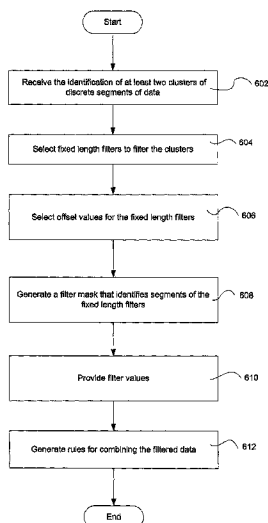 Start
Receive the identification of at least two clusters of
discrete segments of data
602
Select fixed length filters to filter the clusters
604
Select offset values for the fixed length filters
606
Generate a filter mask that identifies segments of the
fixed length filters
608
Provide filter values
610
Generate rules for combining the filtered data
612
End